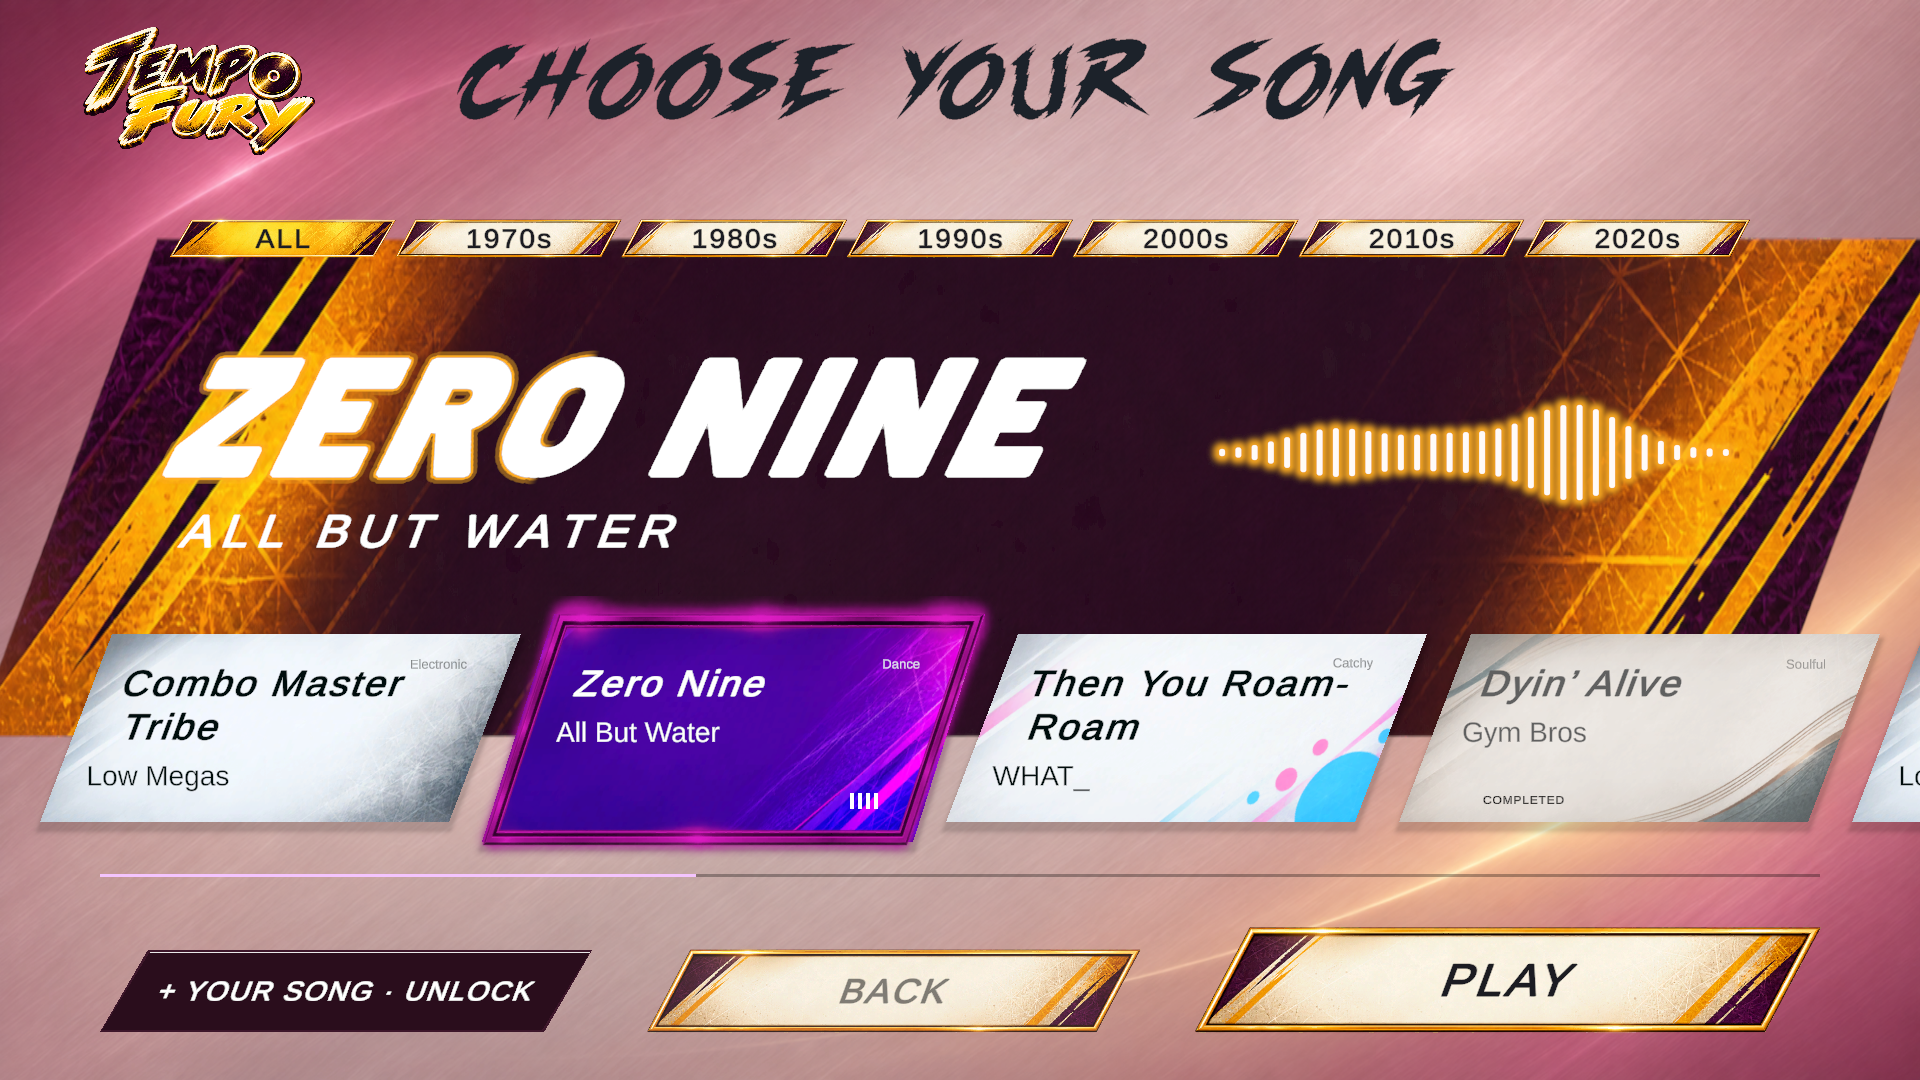 TEMPO
FURY
CHOOSE YOUR SONG
ALL
1970s
1980s
1990s
2000s
2010s
2020s
ZERO NINE
ALL BUT WATER
Combo Master
Tribe
Electronic
Low Megas
Zero Nine
Dance
All But Water
Then You Roam-
Roam
Catchy
WHAT_
Dyin’ Alive
Soulful
Gym Bros
COMPLETED
+ YOUR SONG · UNLOCK
BACK
PLAY